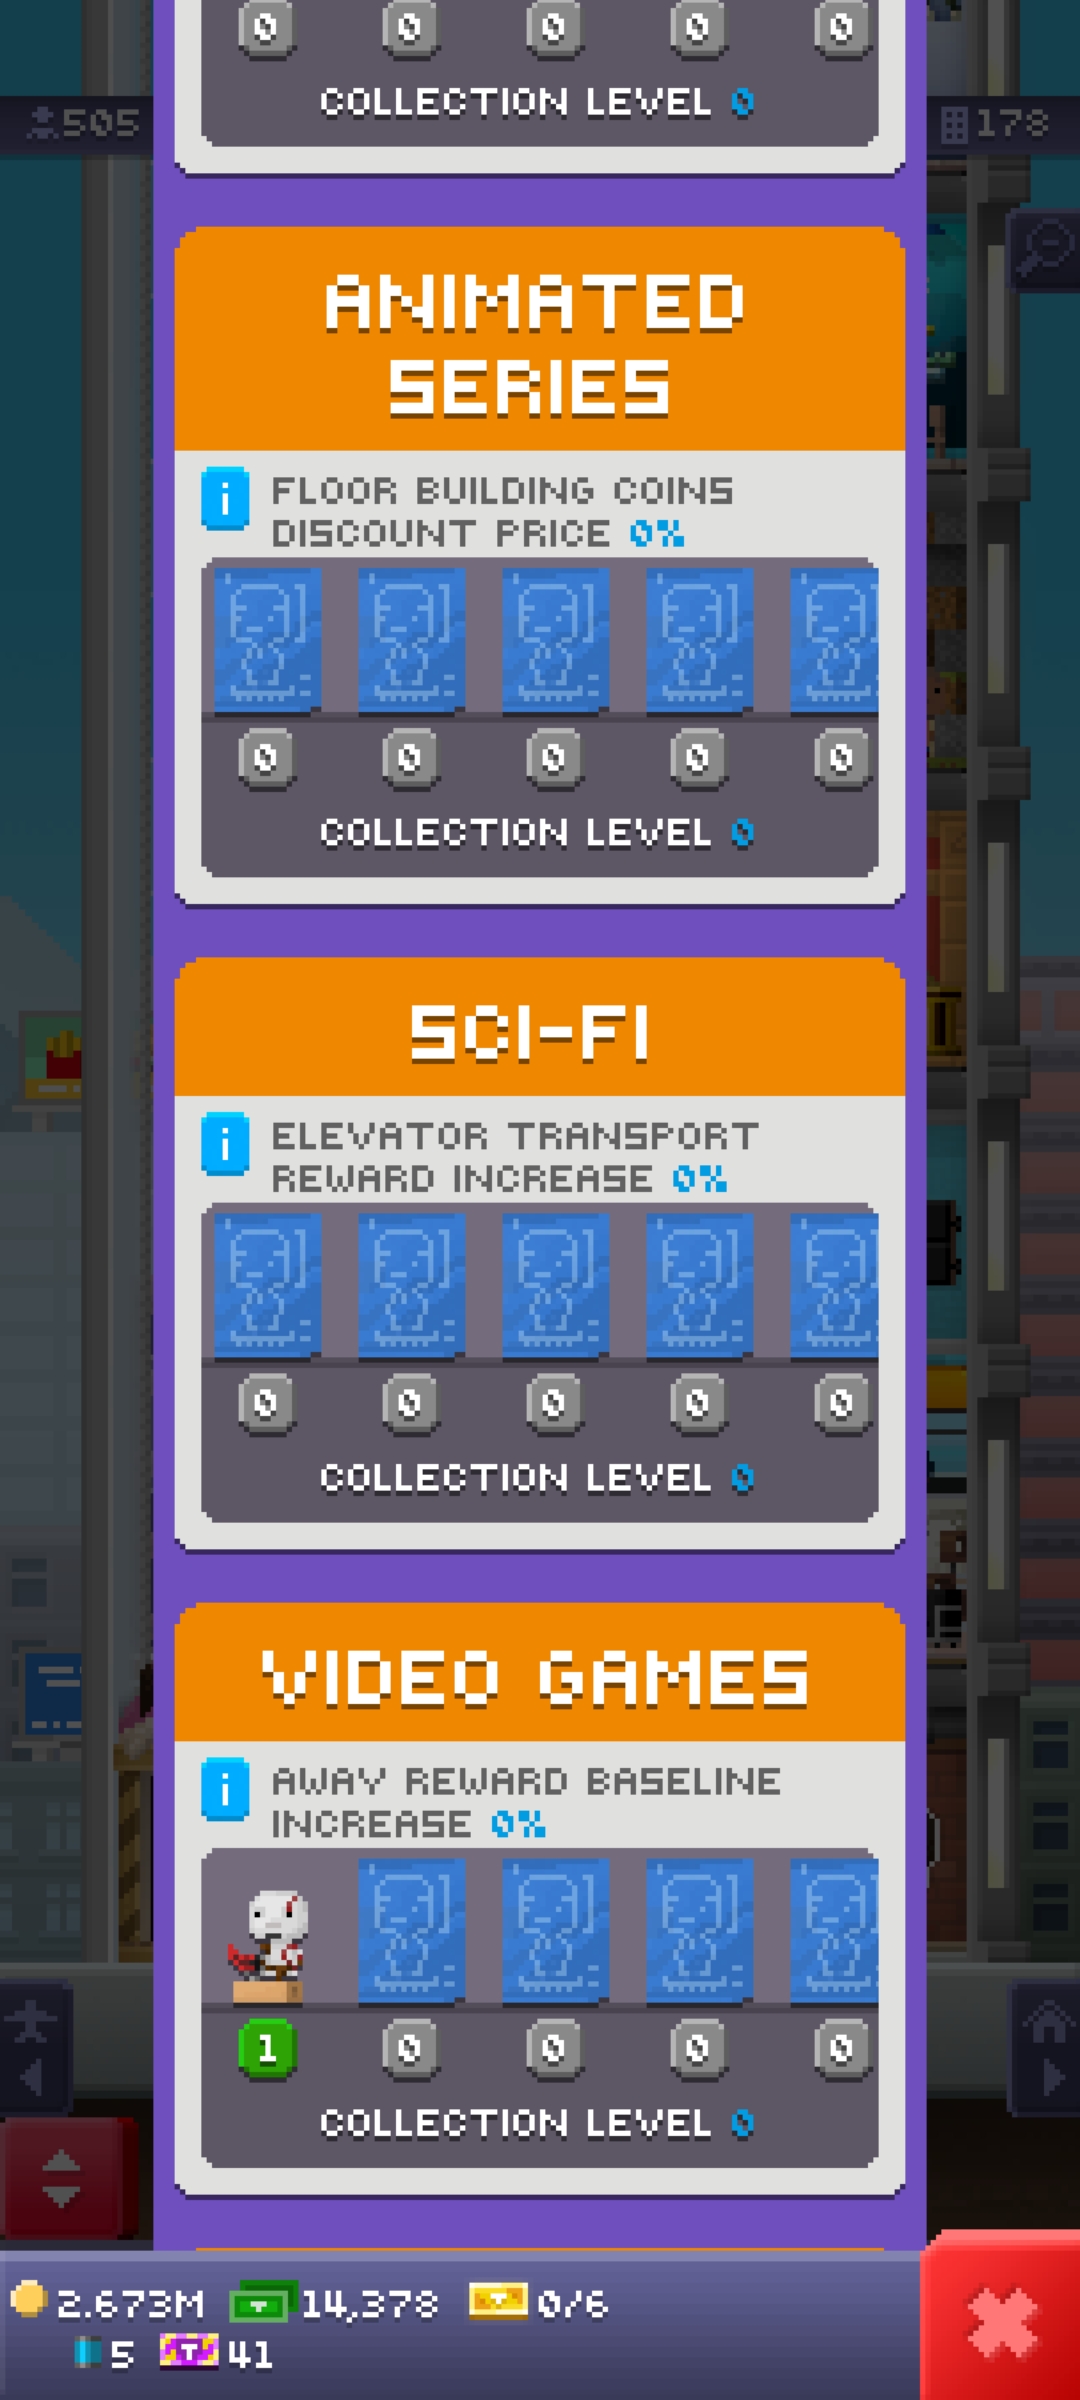 0 0 0 0 0
COLLECTION LEVEL 0
505
178
ANIMATED
SERIES
i FLOOR BUILDING COINS
DISCOUNT PRICE 0%
0 0 0 0 0
COLLECTION LEVEL 0
SCI-FI
i ELEVATOR TRANSPORT
REWARD INCREASE 0%
0 0 0 0 0
COLLECTION LEVEL 0
VIDEO GAMES
i AWAY REWARD BASELINE
INCREASE 0%
1 0 0 0 0
COLLECTION LEVEL 0
2.673M 14,378 0/6
5 T 41